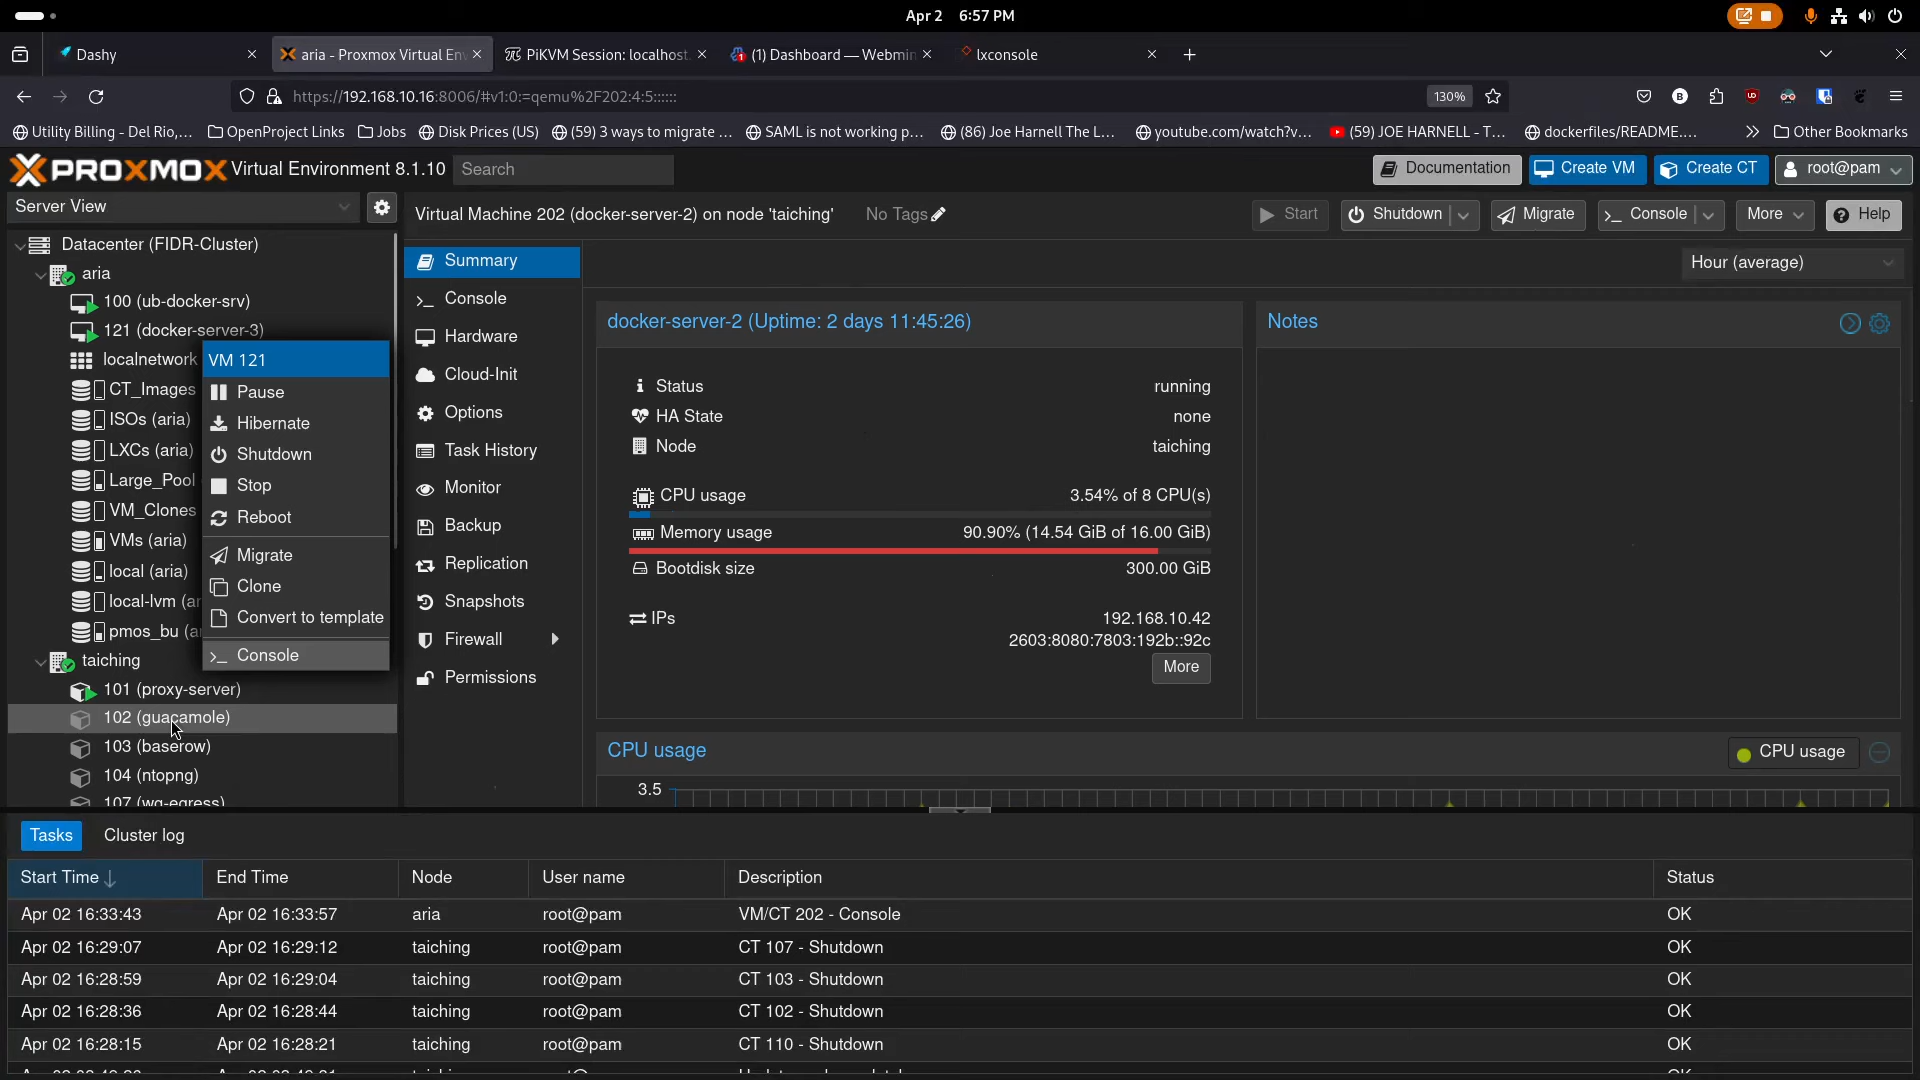 Apr 2 6:57 PM
Dashy
aria - Proxmox Virtual En
PiKVM Session: localhost
(1) Dashboard — Webmin
lxconsole
https://192.168.10.16:8006/#v1:0:=qemu%2F202:4:5::::::
130%
Utility Billing - Del Rio,...
OpenProject Links
Jobs
Disk Prices (US)
(59) 3 ways to migrate ...
SAML is not working p...
(86) Joe Harnell The L...
youtube.com/watch?v...
(59) JOE HARNELL - T...
dockerfiles/README....
Other Bookmarks
PROXMOX Virtual Environment 8.1.10
Search
Documentation
Create VM
Create CT
root@pam
Server View
Virtual Machine 202 (docker-server-2) on node 'taiching'
No Tags
Start
Shutdown
Migrate
Console
More
Help
Datacenter (FIDR-Cluster)
aria
100 (ub-docker-srv)
121 (docker-server-3)
localnetwork
CT_Images
ISOs (aria)
LXCs (aria)
Large_Pool
VM_Clones
VMs (aria)
local (aria)
local-lvm (ar
pmos_bu (a
taiching
101 (proxy-server)
102 (guacamole)
103 (baserow)
104 (ntopng)
107 (wg-egress)
VM 121
Pause
Hibernate
Shutdown
Stop
Reboot
Migrate
Clone
Convert to template
Console
Summary
Console
Hardware
Cloud-Init
Options
Task History
Monitor
Backup
Replication
Snapshots
Firewall
Permissions
Hour (average)
docker-server-2 (Uptime: 2 days 11:45:26)
Status running
HA State none
Node taiching
CPU usage 3.54% of 8 CPU(s)
Memory usage 90.90% (14.54 GiB of 16.00 GiB)
Bootdisk size 300.00 GiB
IPs 192.168.10.42
2603:8080:7803:192b::92c
More
Notes
CPU usage
CPU usage
3.5
Tasks
Cluster log
Start Time End Time Node User name Description Status
Apr 02 16:33:43 Apr 02 16:33:57 aria root@pam VM/CT 202 - Console OK
Apr 02 16:29:07 Apr 02 16:29:12 taiching root@pam CT 107 - Shutdown OK
Apr 02 16:28:59 Apr 02 16:29:04 taiching root@pam CT 103 - Shutdown OK
Apr 02 16:28:36 Apr 02 16:28:44 taiching root@pam CT 102 - Shutdown OK
Apr 02 16:28:15 Apr 02 16:28:21 taiching root@pam CT 110 - Shutdown OK